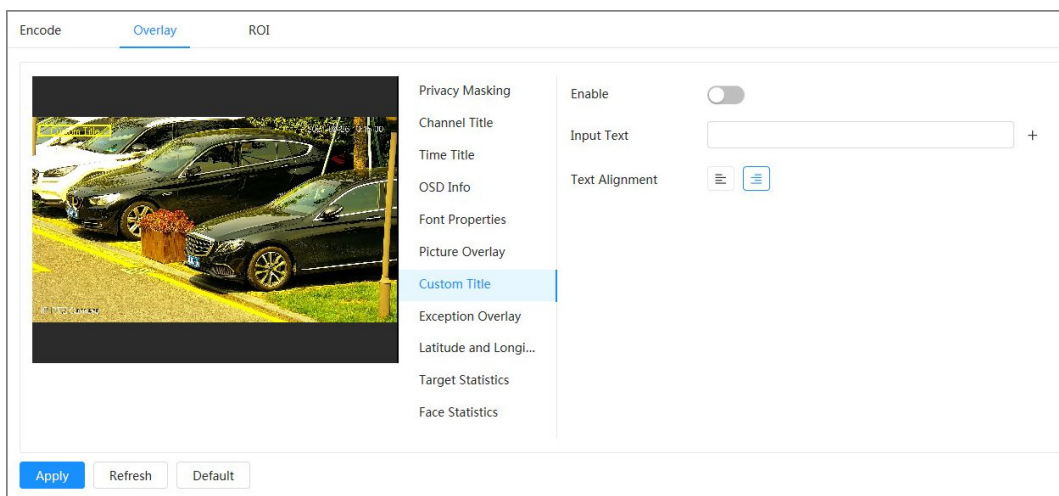 Encode
Overlay
ROI
Privacy Masking
Channel Title
Time Title
OSD Info
Font Properties
Picture Overlay
Custom Title
Exception Overlay
Latitude and Longi...
Target Statistics
Face Statistics
Enable
Input Text
+
Text Alignment
Apply
Refresh
Default